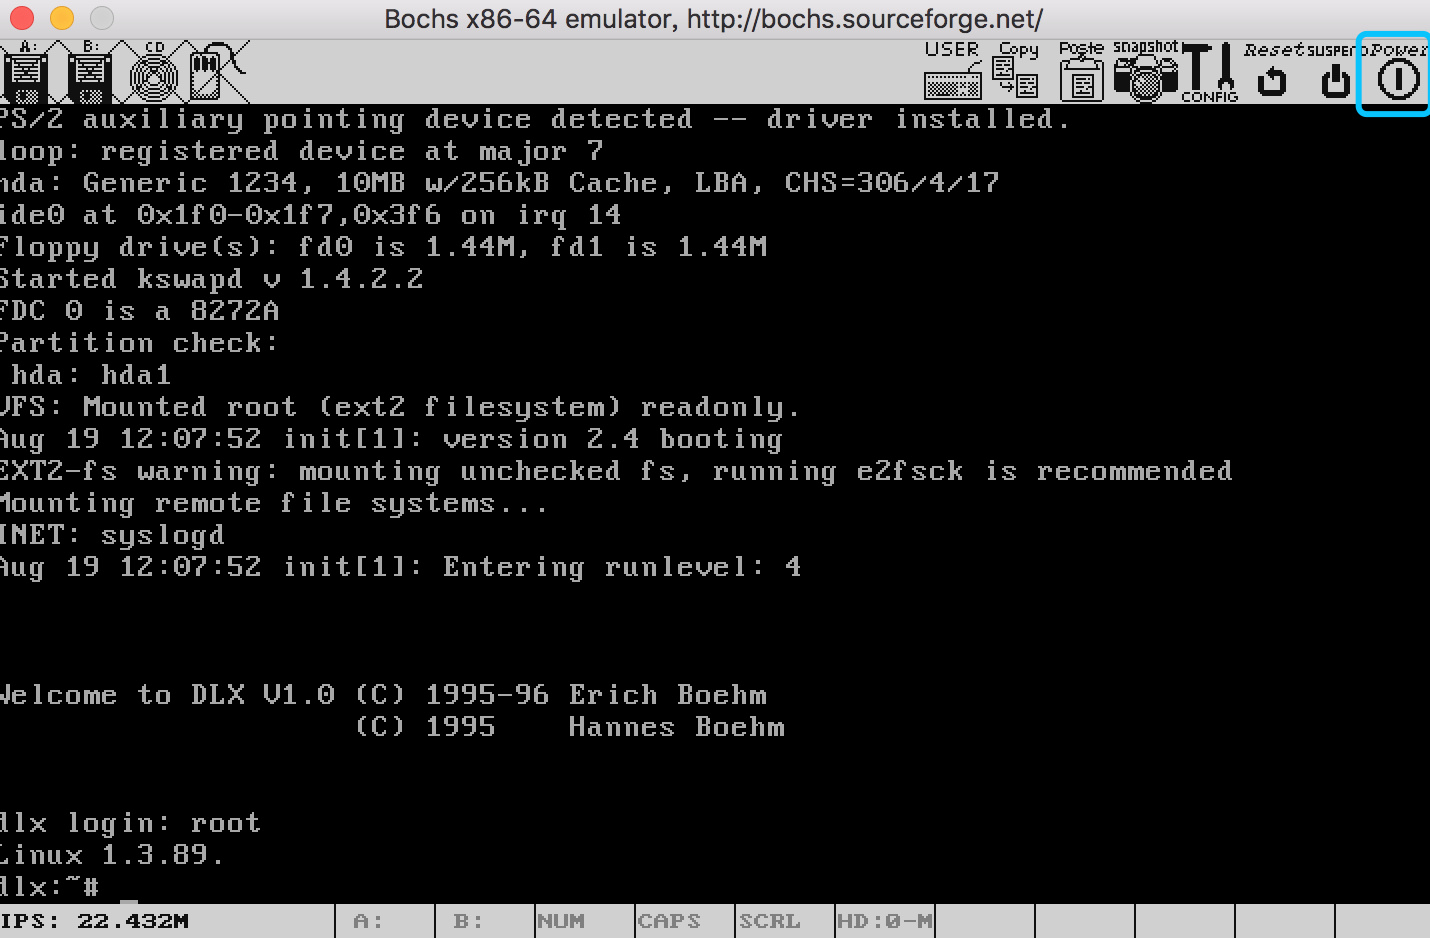 Bochs x86-64 emulator, http://bochs.sourceforge.net/
A: B: CD USER Copy Paste snapshot CONFIG Reset SUSPEND Power
PS/2 auxiliary pointing device detected -- driver installed.
loop: registered device at major 7
hda: Generic 1234, 10MB w/256kB Cache, LBA, CHS=306/4/17
ide0 at 0x1f0-0x1f7,0x3f6 on irq 14
Floppy drive(s): fd0 is 1.44M, fd1 is 1.44M
Started kswapd v 1.4.2.2
FDC 0 is a 8272A
Partition check:
 hda: hda1
VFS: Mounted root (ext2 filesystem) readonly.
Aug 19 12:07:52 init[1]: version 2.4 booting
EXT2-fs warning: mounting unchecked fs, running e2fsck is recommended
Mounting remote file systems...
INET: syslogd
Aug 19 12:07:52 init[1]: Entering runlevel: 4
Welcome to DLX V1.0 (C) 1995-96 Erich Boehm
(C) 1995    Hannes Boehm
dlx login: root
Linux 1.3.89.
dlx:~#
IPS: 22.432M A: B: NUM CAPS SCRL HD:0-M